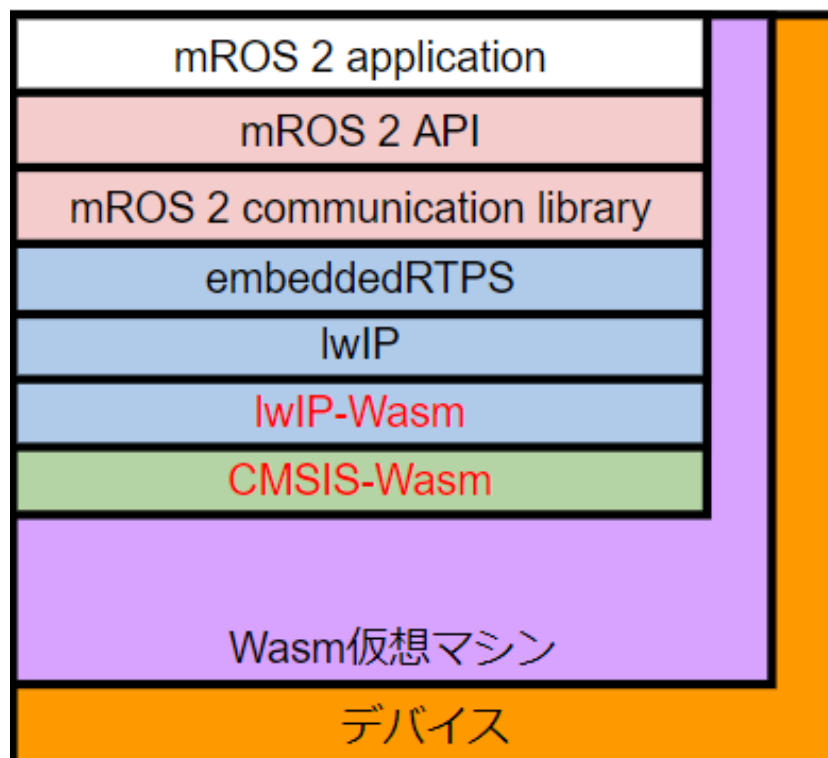 mROS 2 application
mROS 2 API
mROS 2 communication library
embeddedRTPS
lwIP
lwIP-Wasm
CMSIS-Wasm
Wasm仮想マシン
デバイス